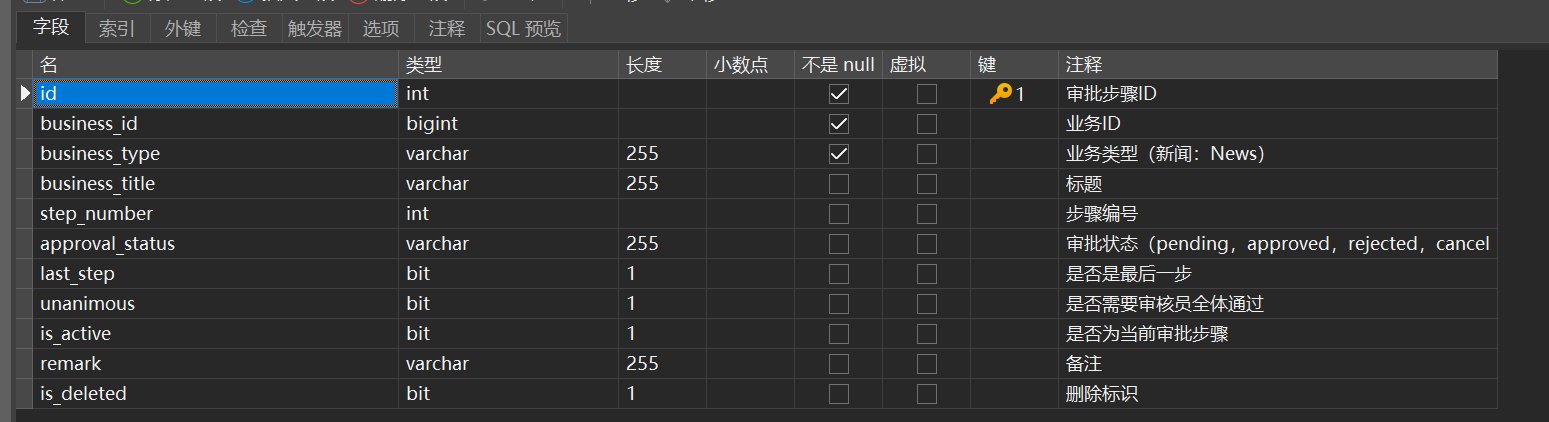 字段 索引 外键 检查 触发器 选项 注释 SQL 预览
名 类型 长度 小数点 不是 null 虚拟 键 注释
id int 1 审批步骤ID
business_id bigint 业务ID
business_type varchar 255 业务类型（新闻：News）
business_title varchar 255 标题
step_number int 步骤编号
approval_status varchar 255 审批状态（pending，approved，rejected，cancel
last_step bit 1 是否是最后一步
unanimous bit 1 是否需要审核员全体通过
is_active bit 1 是否为当前审批步骤
remark varchar 255 备注
is_deleted bit 1 删除标识